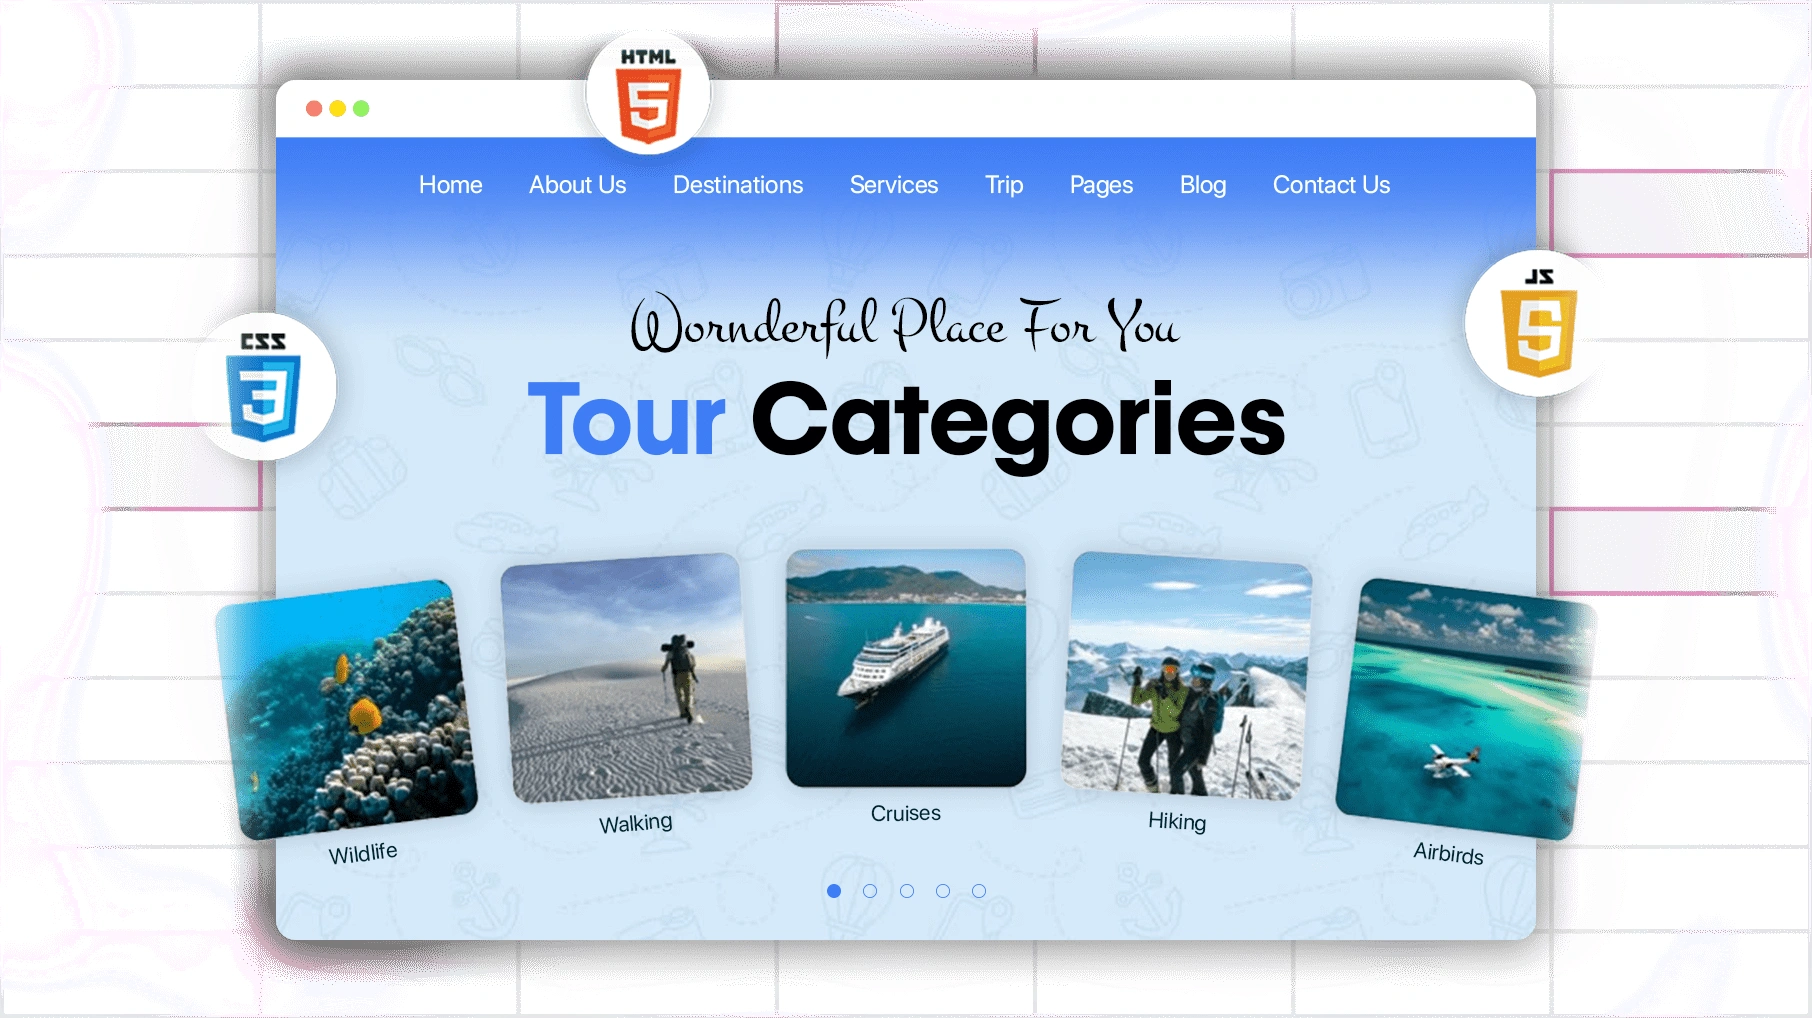 HTML
5
Home About Us Destinations Services Trip Pages Blog Contact Us
JS
5
CSS
3
Wornderful Place For You
Tour Categories
Wildlife Walking Cruises Hiking Airbirds